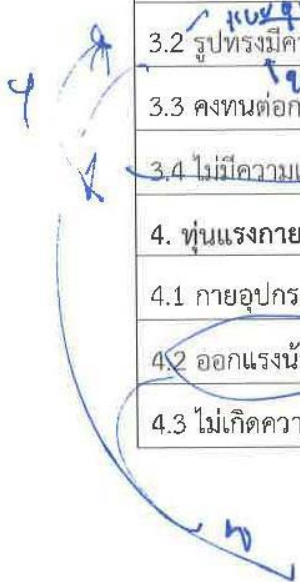 3.2 รูปทรงมีคว
3.3 คงทนต่อก
3.4 ไม่มีความเ
4. ทุ่นแรงกาย
4.1 กายอุปกร
4.2 ออกแรงน้
4.3 ไม่เกิดควา